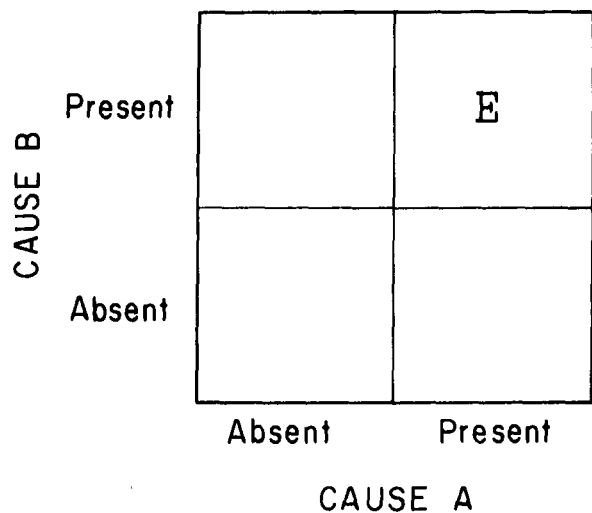 Present
E
CAUSE B
Absent
Absent Present
CAUSE A